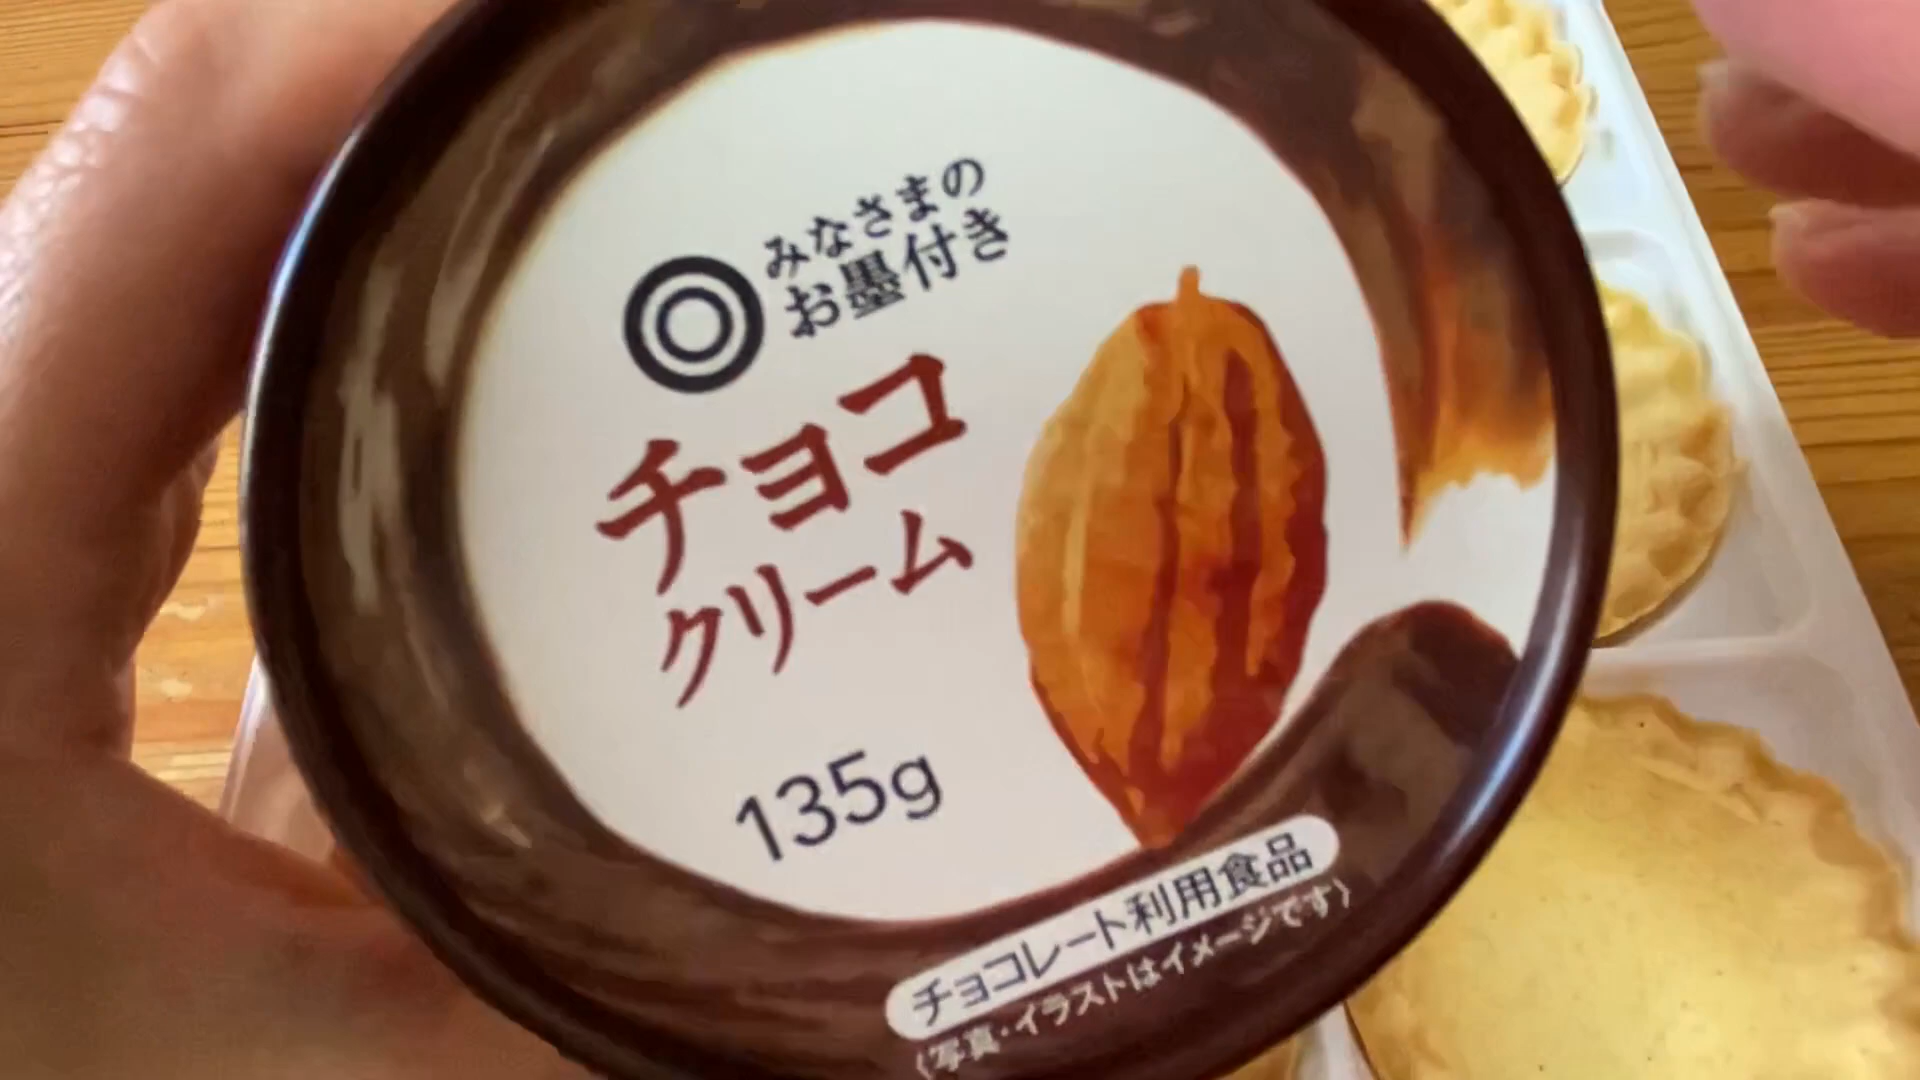 みなさまの
お墨付き
チョコ
クリーム
135g
チョコレート利用食品
(写真・イラストはイメージです)